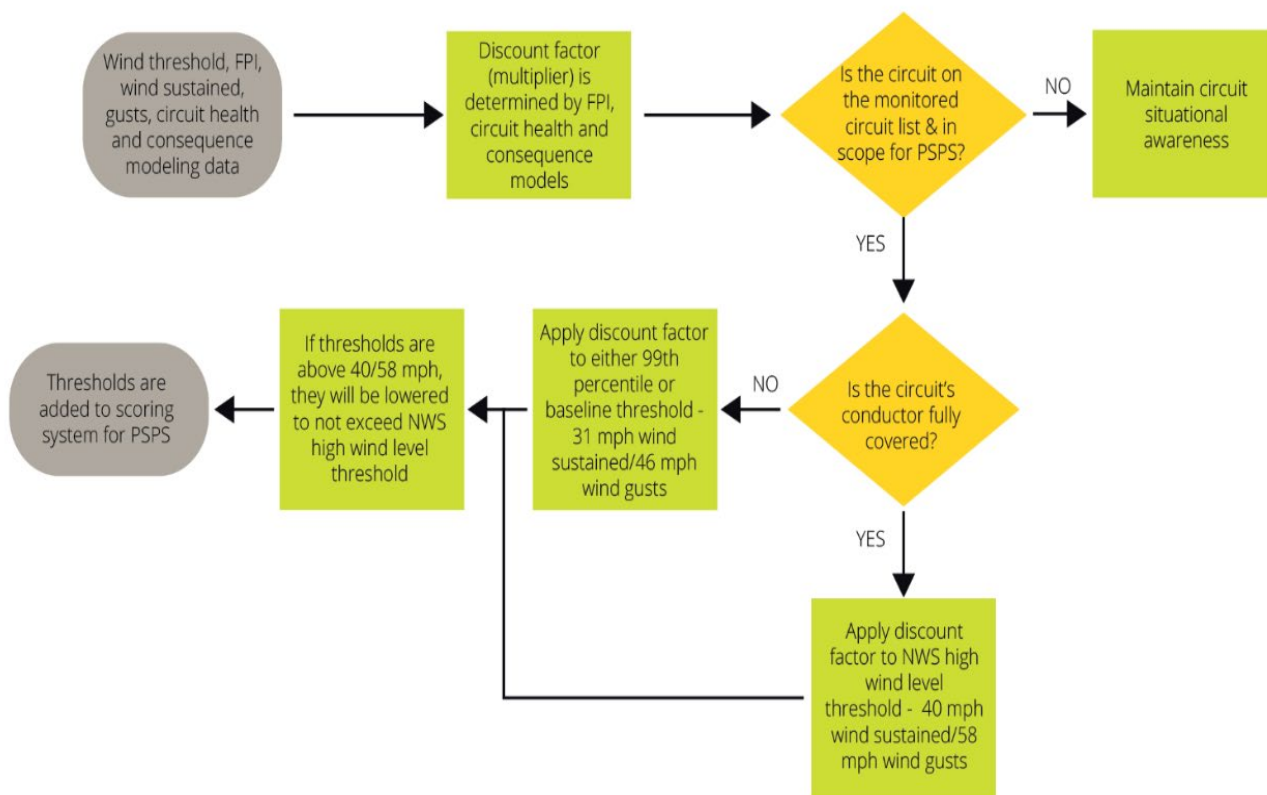 Wind threshold, FPI,
wind sustained,
gusts, circuit health
and consequence
modeling data
Discount factor
(multiplier) is
determined by FPI,
circuit health and
consequence
models
Is the circuit on
the monitored
circuit list & in
scope for PSPS?
NO
Maintain circuit
situational
awareness
YES
Is the circuit's
conductor fully
covered?
NO
Apply discount factor
to either 99th
percentile or
baseline threshold -
31 mph wind
sustained/46 mph
wind gusts
If thresholds are
above 40/58 mph,
they will be lowered
to not exceed NWS
high wind level
threshold
Thresholds are
added to scoring
system for PSPS
YES
Apply discount
factor to NWS high
wind level
threshold - 40 mph
wind sustained/58
mph wind gusts